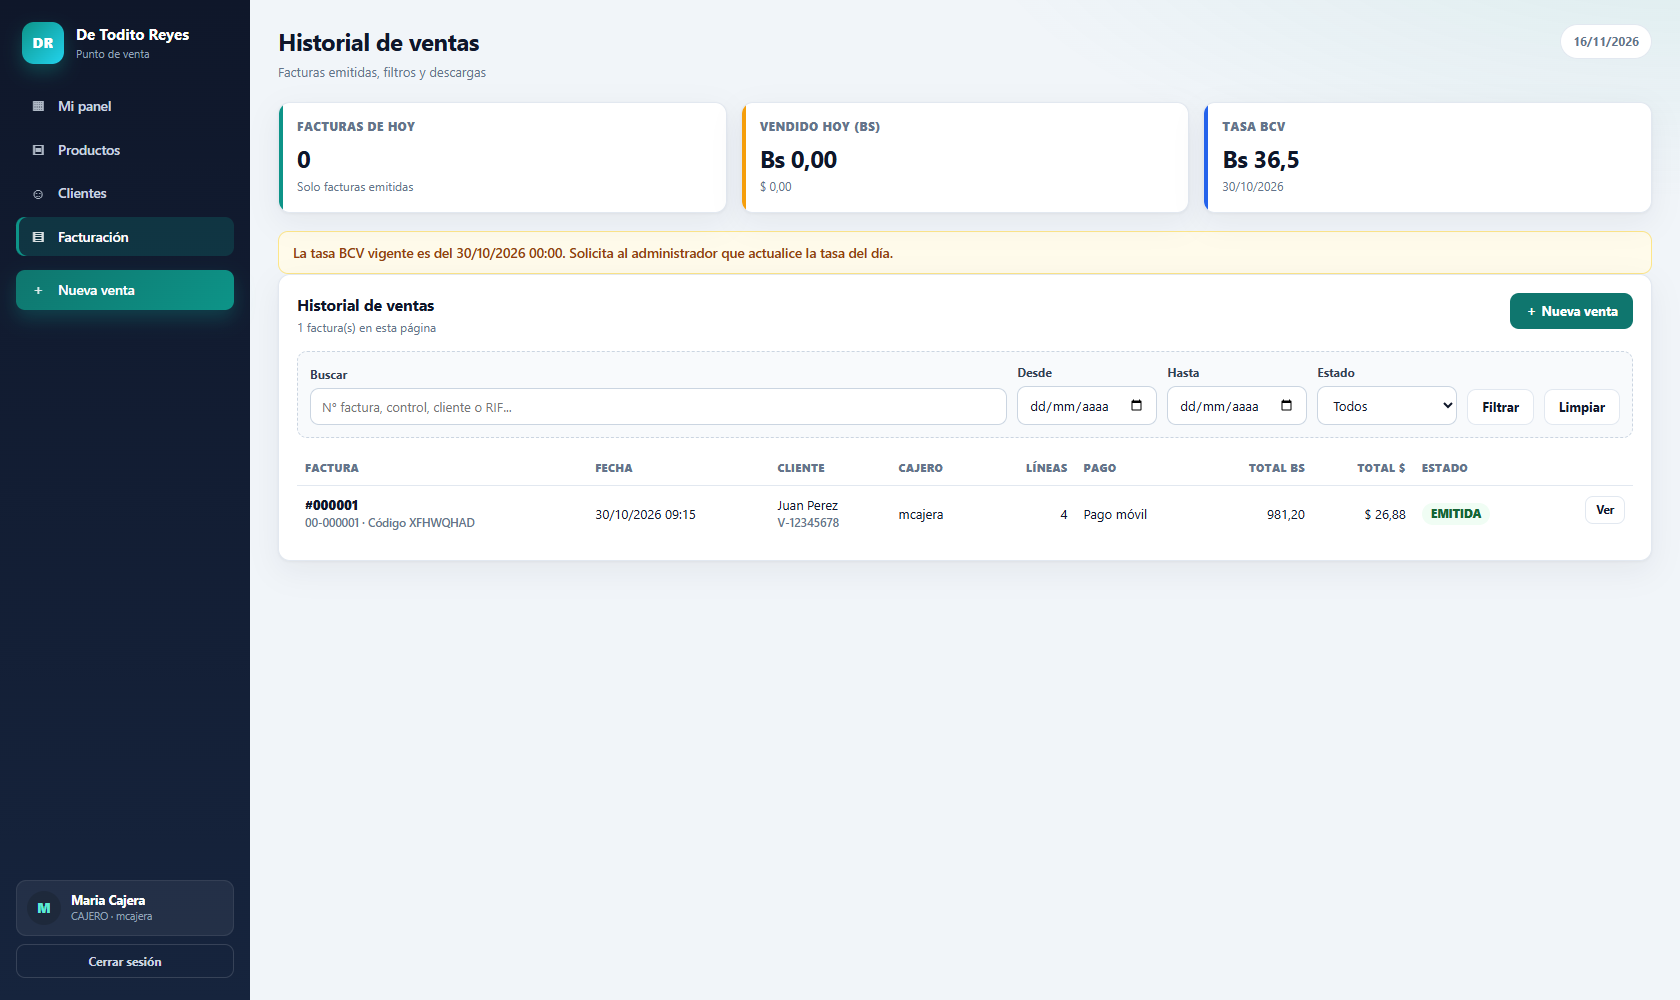 DR
De Todito Reyes
Punto de venta
Mi panel
Productos
Clientes
Facturación
+ Nueva venta
Maria Cajera
M
CAJERO · mcajera
Cerrar sesión
Historial de ventas
Facturas emitidas, filtros y descargas
16/11/2026
FACTURAS DE HOY
0
Solo facturas emitidas
VENDIDO HOY (BS)
Bs 0,00
$ 0,00
TASA BCV
Bs 36,5
30/10/2026
La tasa BCV vigente es del 30/10/2026 00:00. Solicita al administrador que actualice la tasa del día.
Historial de ventas
1 factura(s) en esta página
+ Nueva venta
Buscar
N° factura, control, cliente o RIF...
Desde
dd/mm/aaaa
Hasta
dd/mm/aaaa
Estado
Todos
Filtrar
Limpiar
FACTURA FECHA CLIENTE CAJERO LÍNEAS PAGO TOTAL BS TOTAL $ ESTADO
#000001
00-000001 · Código XFHWQHAD
30/10/2026 09:15
Juan Perez
V-12345678
mcajera
4
Pago móvil
981,20
$ 26,88
EMITIDA
Ver